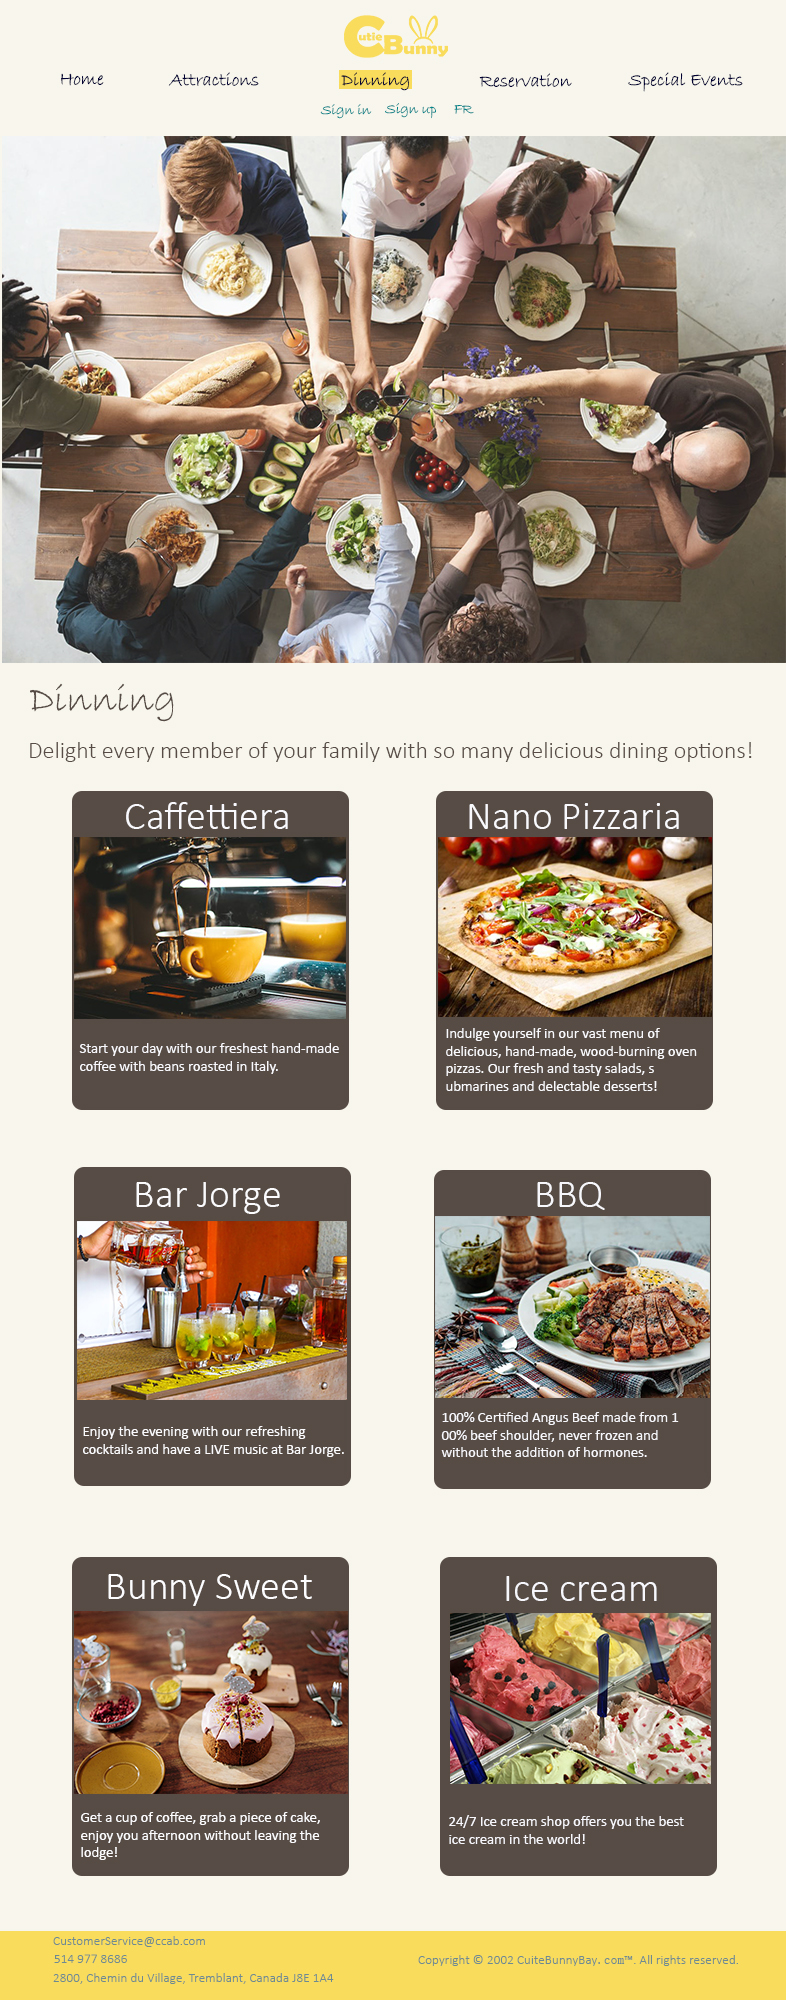 Cutie Bunny
Home Attractions Dinning Reservation Special Events
Sign in Sign up FR
Dinning
Delight every member of your family with so many delicious dining options!
Caffettiera
Start your day with our freshest hand-made
coffee with beans roasted in Italy.
Nano Pizzaria
Indulge yourself in our vast menu of
delicious, hand-made, wood-burning oven
pizzas. Our fresh and tasty salads, s
ubmarines and delectable desserts!
Bar Jorge
Enjoy the evening with our refreshing
cocktails and have a LIVE music at Bar Jorge.
BBQ
100% Certified Angus Beef made from 1
00% beef shoulder, never frozen and
without the addition of hormones.
Bunny Sweet
Get a cup of coffee, grab a piece of cake,
enjoy you afternoon without leaving the
lodge!
Ice cream
24/7 Ice cream shop offers you the best
ice cream in the world!
CustomerService@ccab.com
514 977 8686
2800, Chemin du Village, Tremblant, Canada J8E 1A4
Copyright © 2002 CuiteBunnyBay. com™. All rights reserved.